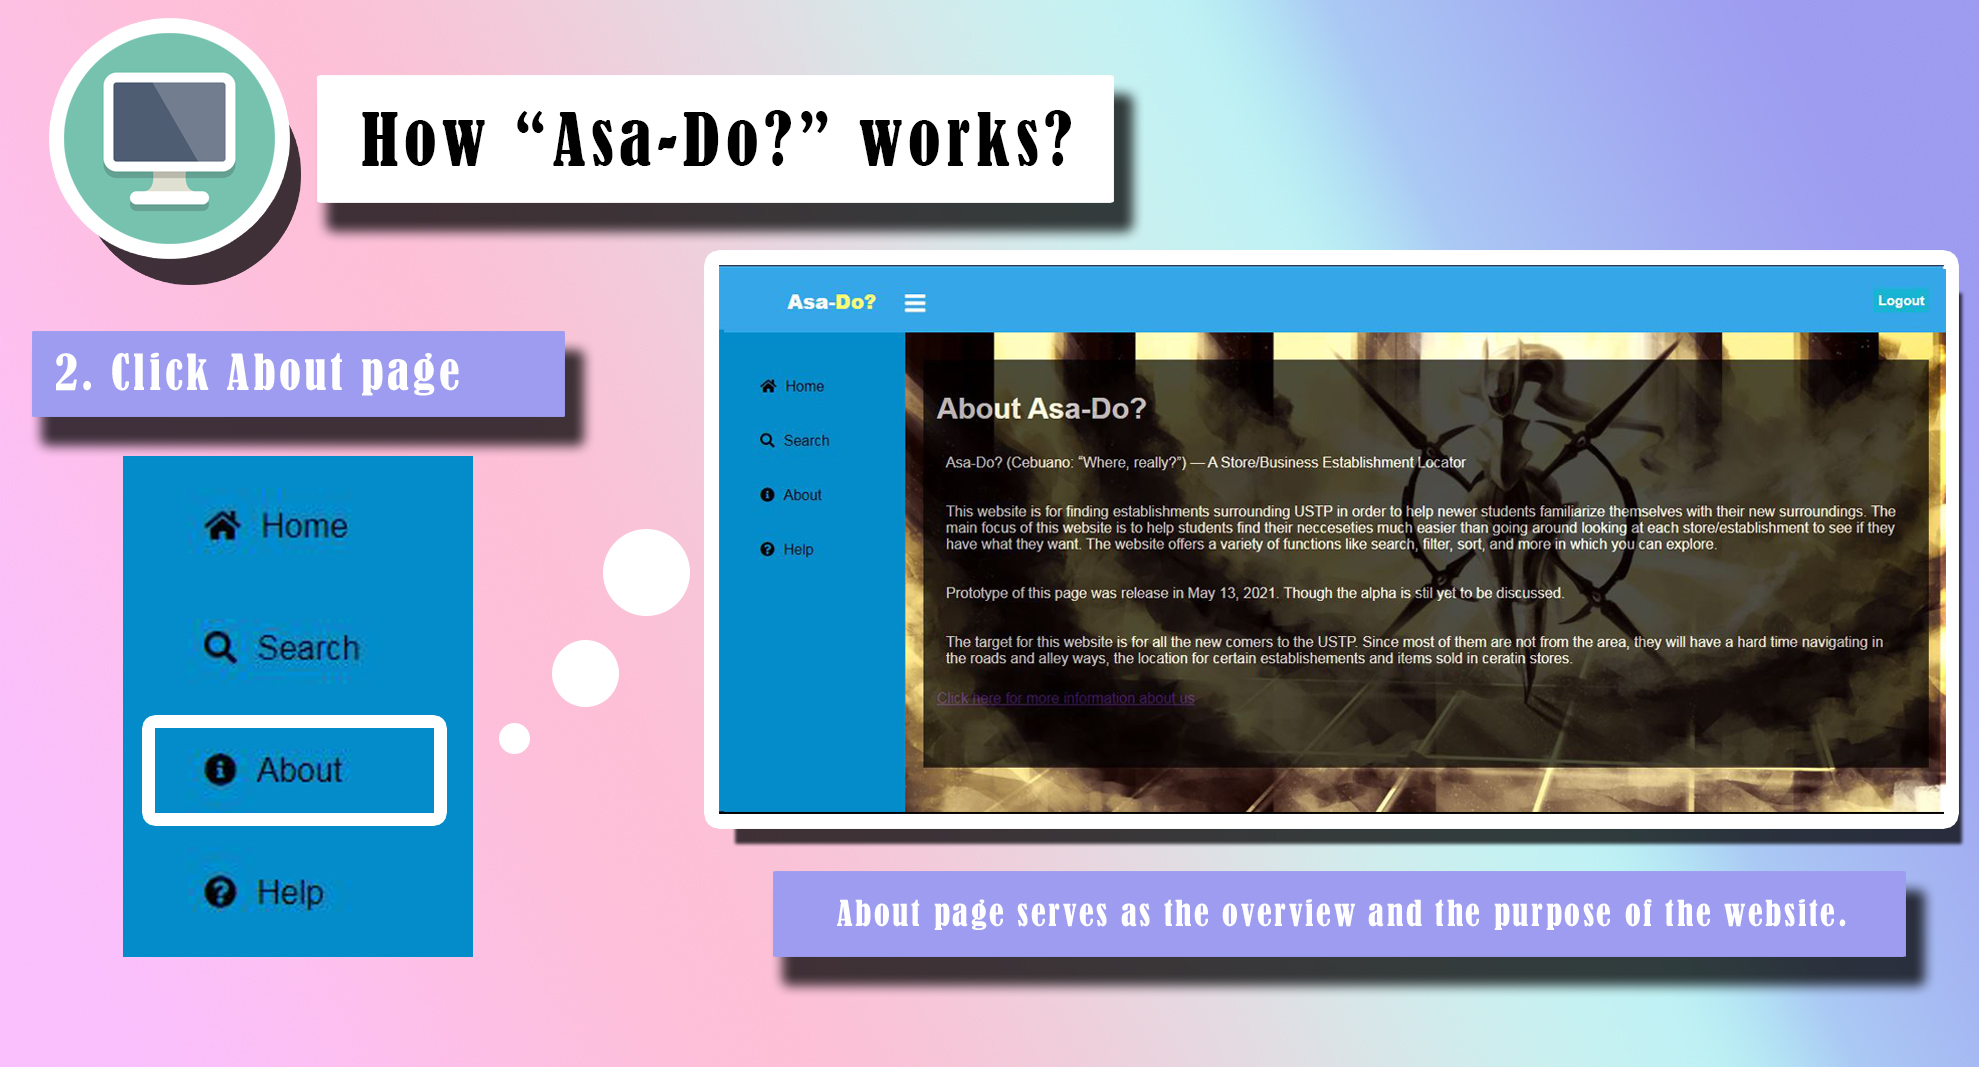 How “Asa-Do?” works?
2. Click About page
Home
Search
About
Help
Asa-Do?
Logout
Home
Search
About
Help
About Asa-Do?
Asa-Do? (Cebuano: “Where, really?”) — A Store/Business Establishment Locator
This website is for finding establishments surrounding USTP in order to help newer students familiarize themselves with their new surroundings. The
main focus of this website is to help students find their necceseties much easier than going around looking at each store/establishment to see if they
have what they want. The website offers a variety of functions like search, filter, sort, and more in which you can explore.
Prototype of this page was release in May 13, 2021. Though the alpha is stil yet to be discussed.
The target for this website is for all the new comers to the USTP. Since most of them are not from the area, they will have a hard time navigating in
the roads and alley ways, the location for certain establishements and items sold in ceratin stores.
Click here for more information about us
About page serves as the overview and the purpose of the website.